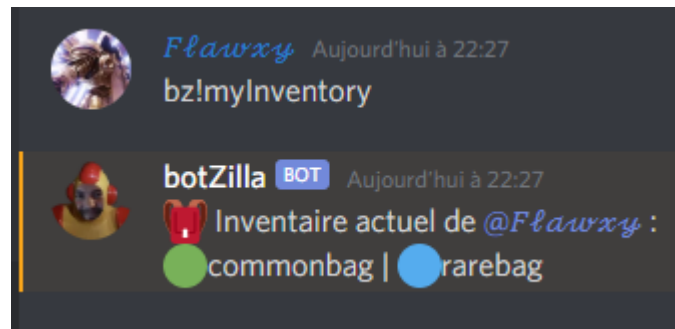 Flawxy Aujourd'hui à 22:27
bz!myInventory
botZilla BOT Aujourd'hui à 22:27
Inventaire actuel de @Flawxy :
commonbag | rarebag